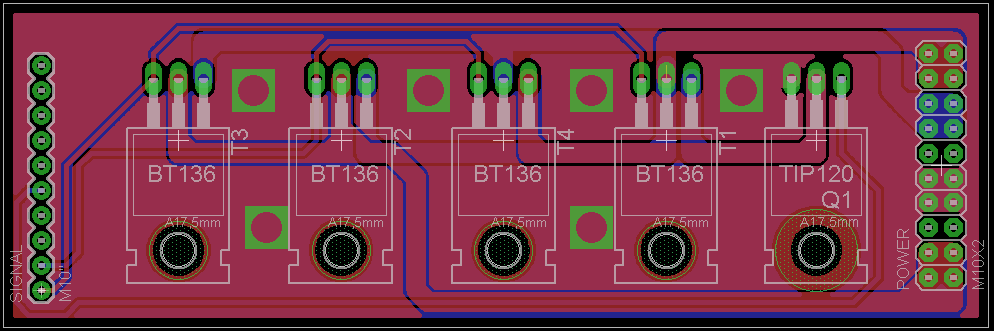 SIGNAL
M10"
BT136
T3
A17,5mm
BT136
T2
A17,5mm
BT136
T4
A17,5mm
BT136
T1
A17,5mm
TIP120
Q1
A17,5mm
POWER
M10X2